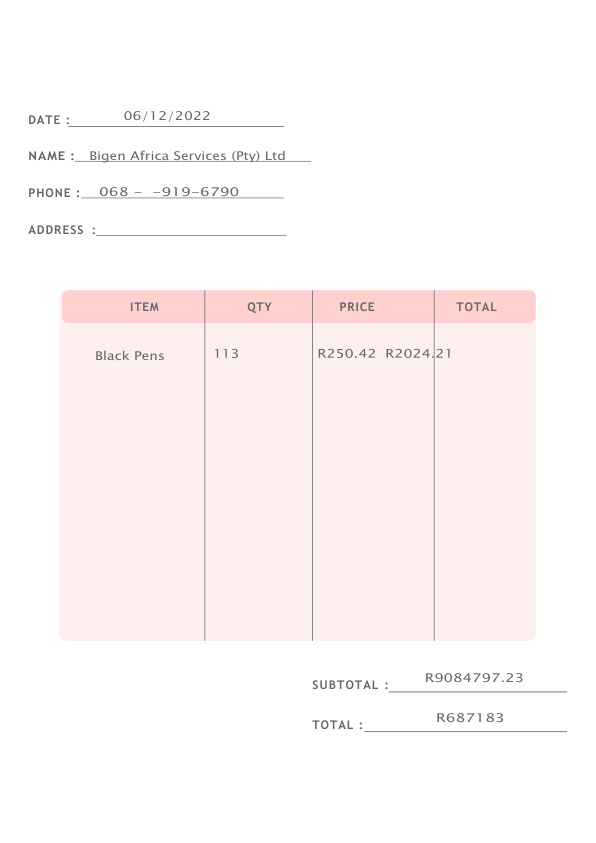 DATE : 06/12/2022
NAME : Bigen Africa Services (Pty) Ltd
PHONE : 068 – –919–6790
ADDRESS :
ITEM QTY PRICE TOTAL
Black Pens 113 R250.42 R2024.21
SUBTOTAL : R9084797.23
TOTAL : R687183